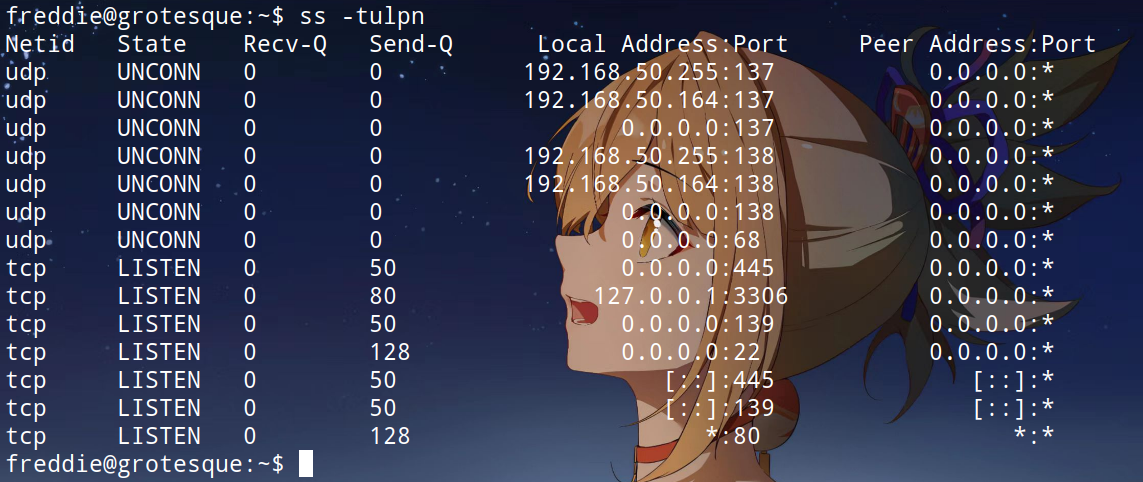 freddie@grotesque:~$ ss -tulpn
Netid State Recv-Q Send-Q Local Address:Port Peer Address:Port
udp UNCONN 0 0 192.168.50.255:137 0.0.0.0:*
udp UNCONN 0 0 192.168.50.164:137 0.0.0.0:*
udp UNCONN 0 0 0.0.0.0:137 0.0.0.0:*
udp UNCONN 0 0 192.168.50.255:138 0.0.0.0:*
udp UNCONN 0 0 192.168.50.164:138 0.0.0.0:*
udp UNCONN 0 0 0.0.0.0:138 0.0.0.0:*
udp UNCONN 0 0 0.0.0.0:68 0.0.0.0:*
tcp LISTEN 0 50 0.0.0.0:445 0.0.0.0:*
tcp LISTEN 0 80 127.0.0.1:3306 0.0.0.0:*
tcp LISTEN 0 50 0.0.0.0:139 0.0.0.0:*
tcp LISTEN 0 128 0.0.0.0:22 0.0.0.0:*
tcp LISTEN 0 50 [::]:445 [::]:*
tcp LISTEN 0 50 [::]:139 [::]:*
tcp LISTEN 0 128 *:80 *:*
freddie@grotesque:~$